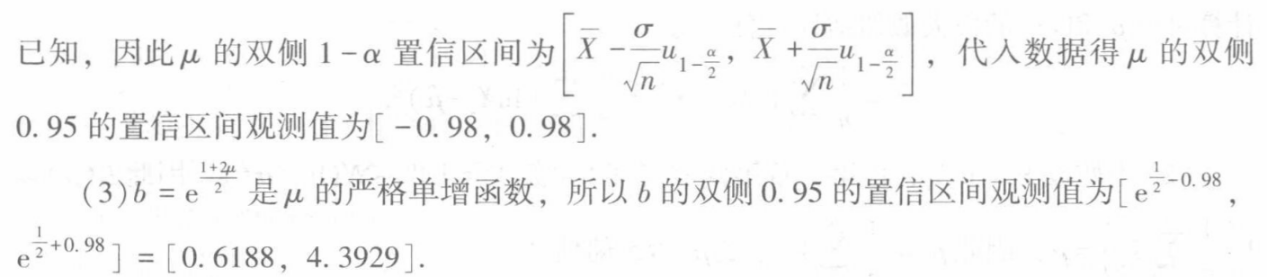 已知，因此 μ 的双侧 1-α 置信区间为[X̄ - σ/√n u_{1-α/2}, X̄ + σ/√n u_{1-α/2}]，代入数据得 μ 的双侧
0.95 的置信区间观测值为[-0.98, 0.98].
(3) b = e^{(1+2μ)/2} 是 μ 的严格单增函数，所以 b 的双侧 0.95 的置信区间观测值为[e^{1/2-0.98},
e^{1/2+0.98}] = [0.6188, 4.3929].